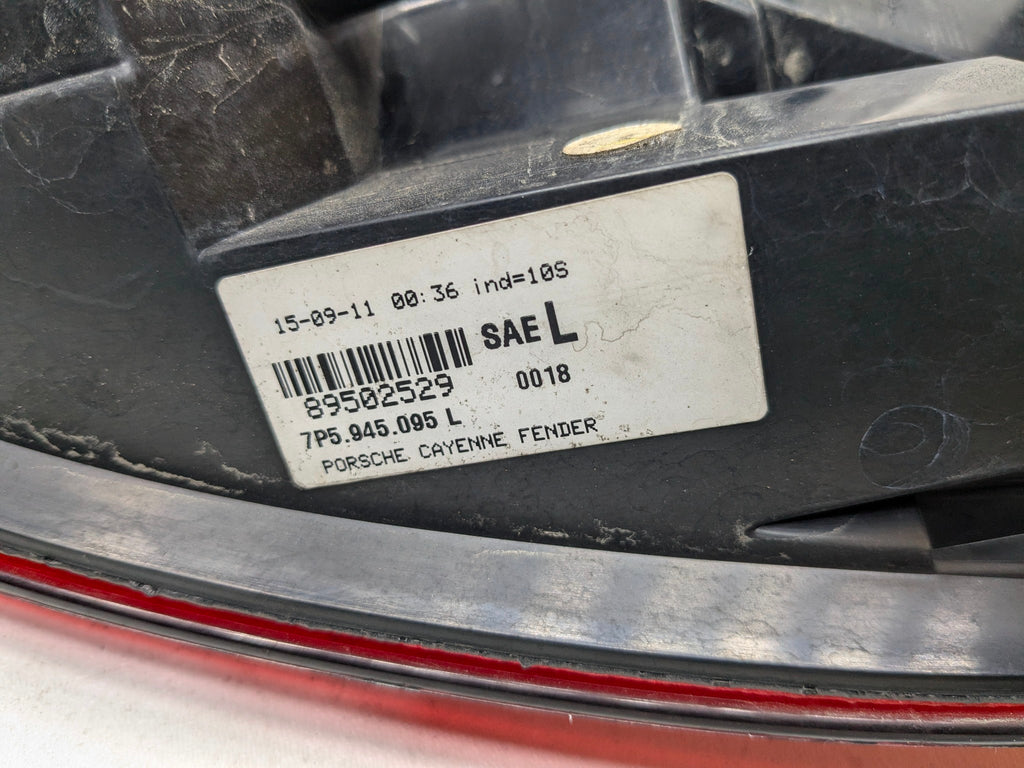 15-09-11 00:36 ind=10S
SAE L
89502529
0018
7P5.945.095 L
PORSCHE CAYENNE FENDER